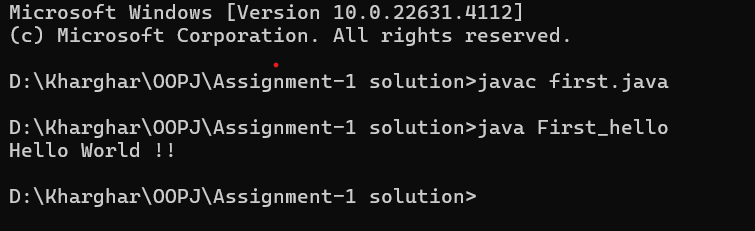 Microsoft Windows [Version 10.0.22631.4112]
(c) Microsoft Corporation. All rights reserved.
D:\Kharghar\OOPJ\Assignment-1 solution>javac first.java
D:\Kharghar\OOPJ\Assignment-1 solution>java First_hello
Hello World !!
D:\Kharghar\OOPJ\Assignment-1 solution>